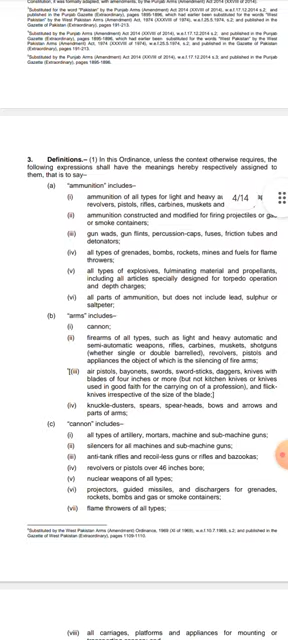 Constitution, it was formally adapted, with amendments, by the Punjab Arms (Amendment) Act 2014 (XXVIII of 2014).
Substituted for the word "Pakistan" by the Punjab Arms (Amendment) Act 2014 (XXVIII of 2014), w.e.f.17.12.2014 s.2; and published in the Punjab Gazette (Extraordinary), pages 1895-1896, which had earlier been substituted for the words "West Pakistan" by the West Pakistan Arms (Amendment) Act, 1974 (XXXVIII of 1974), w.e.f.25.5.1974, s.2; and published in the Gazette of Pakistan (Extraordinary), pages 191-213.
Substituted by the Punjab Arms (Amendment) Act 2014 (XXVIII of 2014), w.e.f.17.12.2014 s.2; and published in the Punjab Gazette (Extraordinary), pages 1895-1896, which had earlier been substituted for the words "West Pakistan" by the West Pakistan Arms (Amendment) Act, 1974 (XXXVIII of 1974), w.e.f.25.5.1974, s.2; and published in the Gazette of Pakistan (Extraordinary), pages 191-213.
Substituted by the Punjab Arms (Amendment) Act 2014 (XXVIII of 2014), w.e.f.17.12.2014 s.3; and published in the Punjab Gazette (Extraordinary), pages 1895-1896.
3. Definitions.– (1) In this Ordinance, unless the context otherwise requires, the
following expressions shall have the meanings hereby respectively assigned to
them, that is to say–
(a) "ammunition" includes–
(i) ammunition of all types for light and heavy
4/14
revolvers, pistols, rifles, carbines, muskets and
(ii) ammunition constructed and modified for firing projectiles or
or smoke containers;
(iii) gun wads, gun flints, percussion-caps, fuses, friction tubes and
detonators;
(iv) all types of grenades, bombs, rockets, mines and fuels for flame
throwers;
(v) all types of explosives, fulminating material and propellants,
including all articles specially designed for torpedo operation
and depth charges;
(vi) all parts of ammunition, but does not include lead, sulphur or
saltpeter;
(b) "arms" includes–
(i) cannon;
(ii) firearms of all types, such as light and heavy automatic and
semi-automatic weapons, rifles, carbines, muskets, shotguns
(whether single or double barrelled), revolvers, pistols and
appliances the object of which is the silencing of fire arms;
[(iii) air pistols, bayonets, swords, sword-sticks, daggers, knives with
blades of four inches or more (but not kitchen knives or knives
used in good faith for the carrying on of a profession), and flick-
knives irrespective of the size of the blade;]
(iv) knuckle-dusters, spears, spear-heads, bows and arrows and
parts of arms;
(c) "cannon" includes–
(i) all types of artillery, mortars, machine and sub-machine guns;
(ii) silencers for all machines and sub-machine guns;
(iii) anti-tank rifles and recoil-less guns or rifles and bazookas;
(iv) revolvers or pistols over 46 inches bore;
(v) nuclear weapons of all types;
(vi) projectors, guided missiles, and dischargers for grenades,
rockets, bombs and gas or smoke containers;
(vii) flame throwers of all types;
Substituted by the West Pakistan Arms (Amendment) Ordinance, 1969 (XI of 1969), w.e.f.10.7.1969, s.2; and published in the
Gazette of West Pakistan (Extraordinary), pages 1109-1110.
(viii) all carriages, platforms and appliances for mounting or